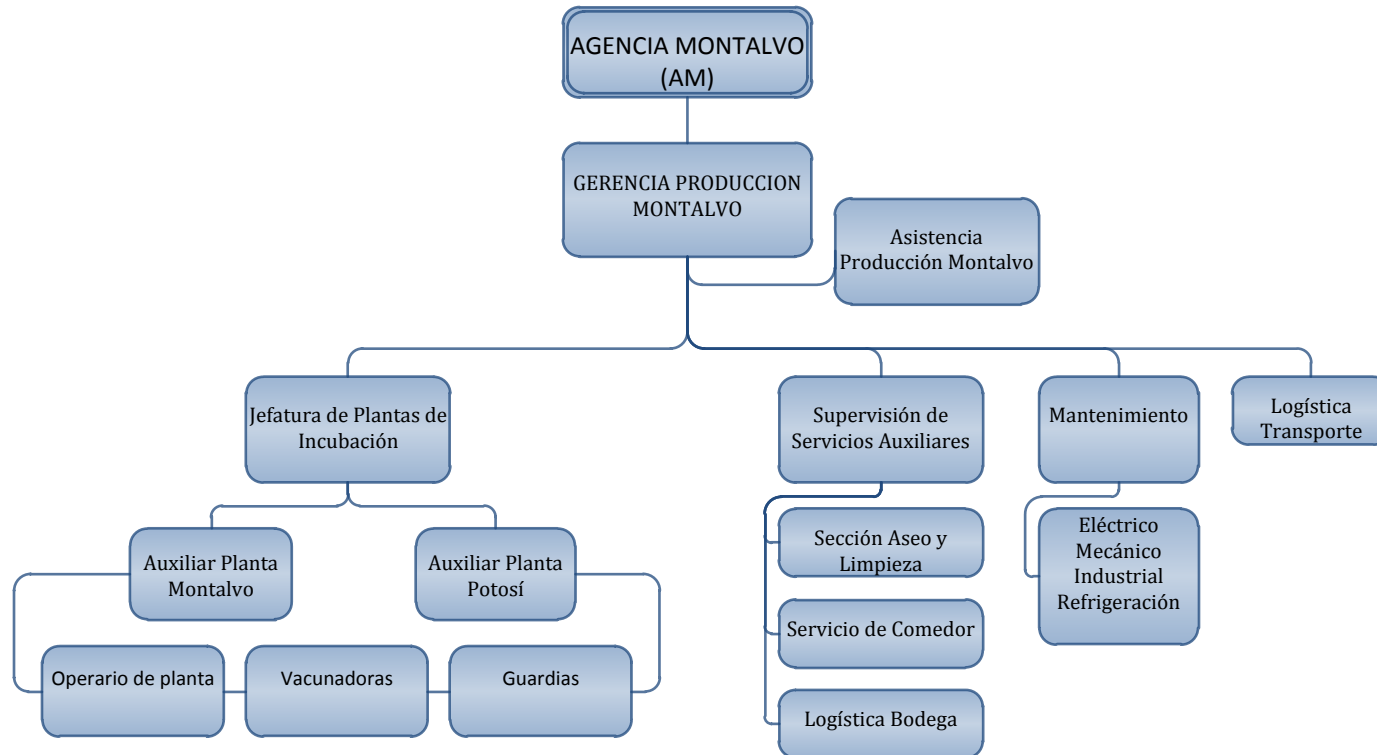 AGENCIA MONTALVO
(AM)
GERENCIA PRODUCCION
MONTALVO
Asistencia
Producción Montalvo
Jefatura de Plantas de
Incubación
Supervisión de
Servicios Auxiliares
Mantenimiento
Logística
Transporte
Auxiliar Planta
Montalvo
Auxiliar Planta
Potosí
Sección Aseo y
Limpieza
Eléctrico
Mecánico
Industrial
Refrigeración
Servicio de Comedor
Operario de planta
Vacunadoras
Guardias
Logística Bodega